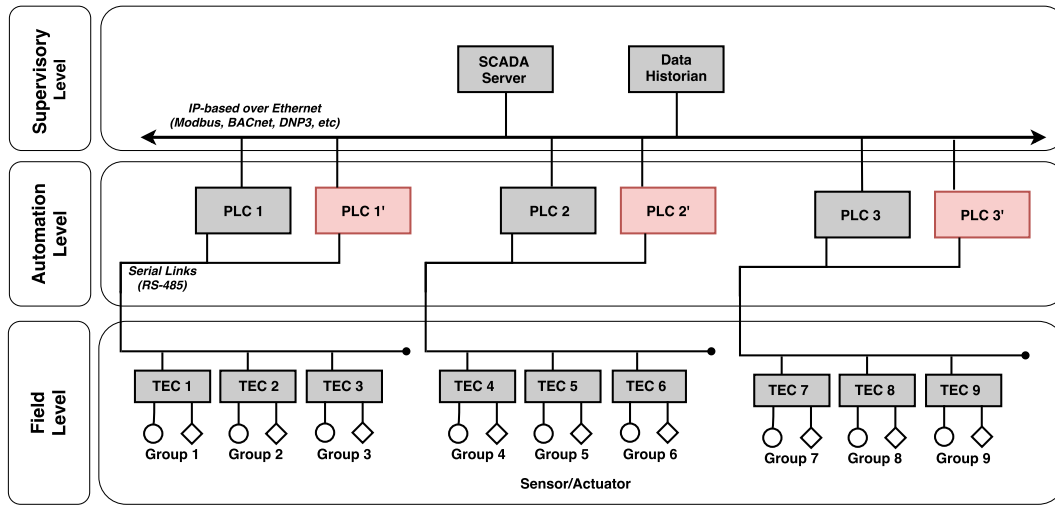 Supervisory
Level
SCADA
Server
Data
Historian
IP-based over Ethernet
(Modbus, BACnet, DNP3, etc)
Automation
Level
PLC 1
PLC 1'
PLC 2
PLC 2'
PLC 3
PLC 3'
Serial Links
(RS-485)
Field
Level
TEC 1
TEC 2
TEC 3
TEC 4
TEC 5
TEC 6
TEC 7
TEC 8
TEC 9
Group 1
Group 2
Group 3
Group 4
Group 5
Group 6
Group 7
Group 8
Group 9
Sensor/Actuator